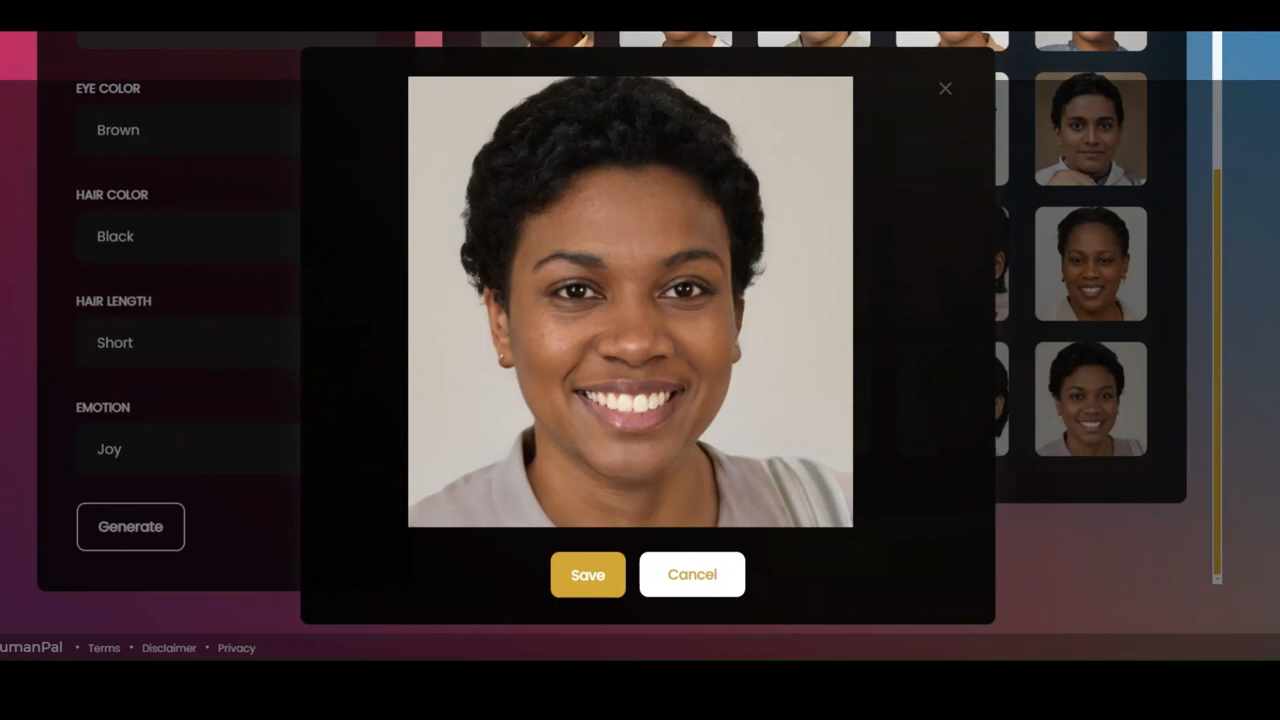 EYE COLOR
Brown
HAIR COLOR
Black
HAIR LENGTH
Short
EMOTION
Joy
Generate
Save
Cancel
umanPal • Terms • Disclaimer • Privacy